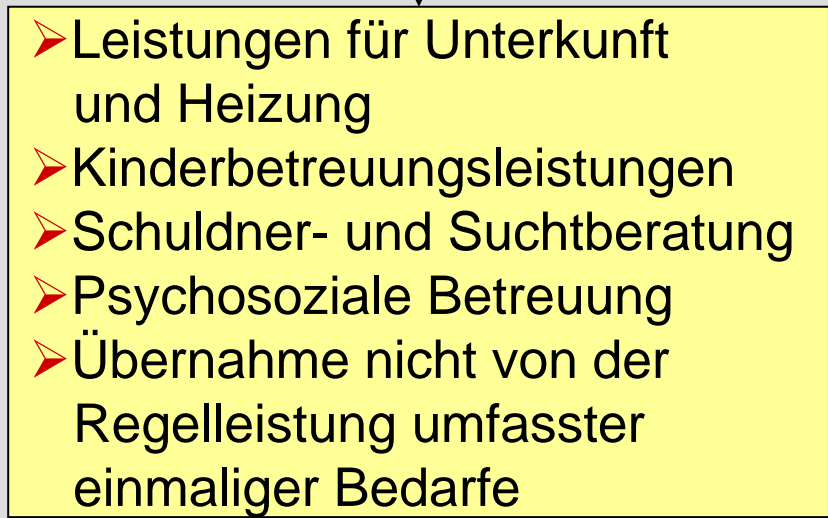 ➢Leistungen für Unterkunft
und Heizung
➢Kinderbetreuungsleistungen
➢Schuldner- und Suchtberatung
➢Psychosoziale Betreuung
➢Übernahme nicht von der
Regelleistung umfasster
einmaliger Bedarfe